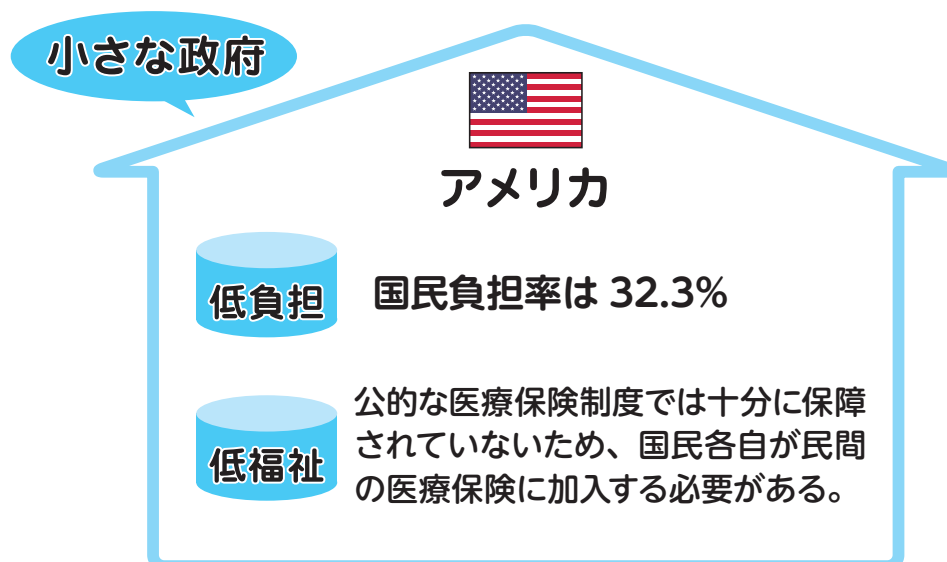 小さな政府
アメリカ
低負担
国民負担率は 32.3%
低福祉
公的な医療保険制度では十分に保障
されていないため、国民各自が民間
の医療保険に加入する必要がある。